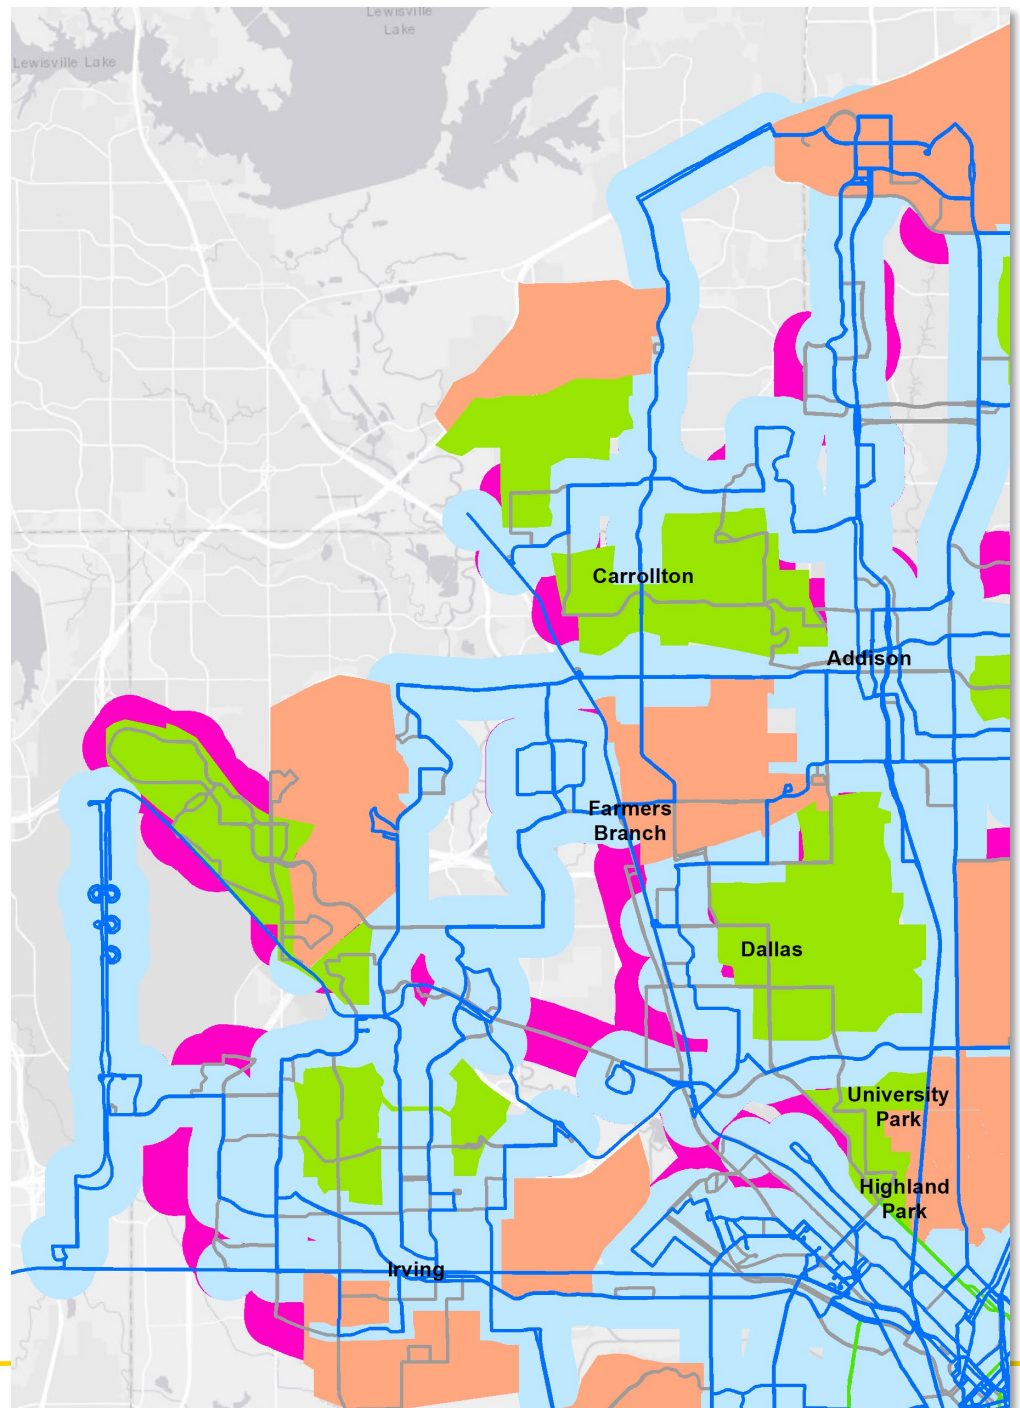 Lewisville
Lake
Lewisville Lake
Carrollton
Addison
Farmers
Branch
Dallas
University
Park
Highland
Park
Irving